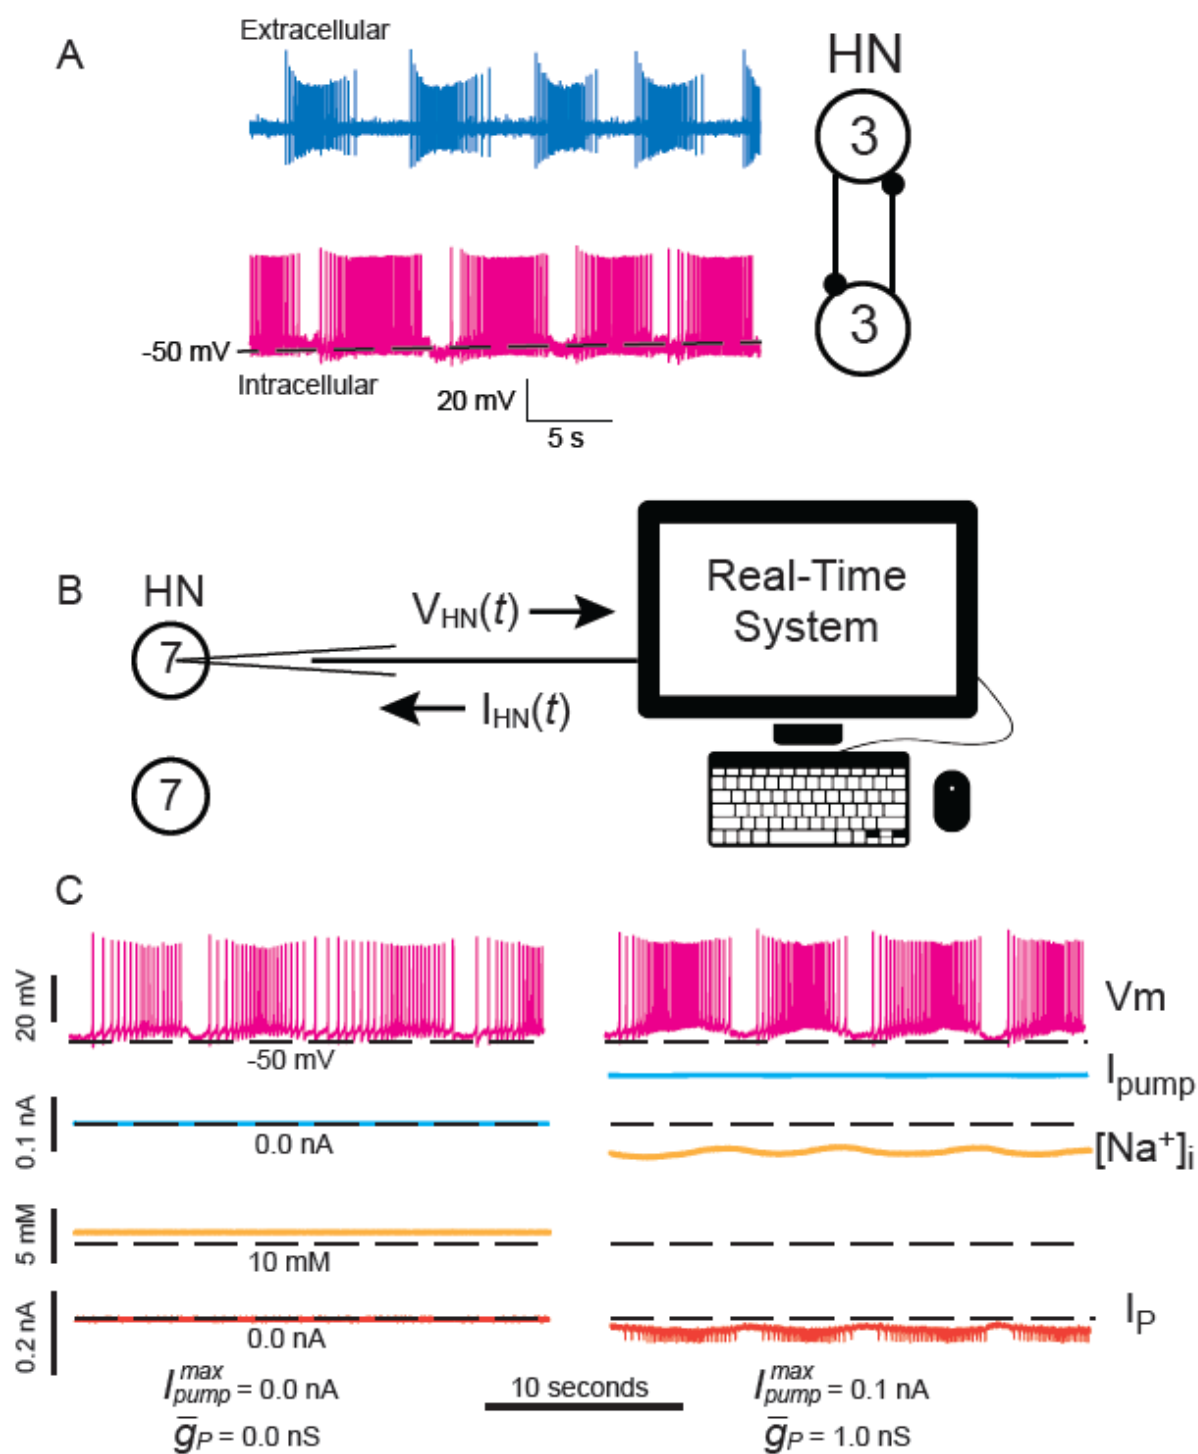 A
Extracellular
HN
3
3
-50 mV
Intracellular
20 mV
5 s
B
HN
7
7
V_HN(t)
I_HN(t)
Real-Time
System
C
20 mV
-50 mV
Vm
I_pump
0.1 nA
0.0 nA
[Na⁺]i
5 mM
10 mM
I_P
0.2 nA
0.0 nA
I_pump^max = 0.0 nA
10 seconds
I_pump^max = 0.1 nA
g̅_P = 0.0 nS
g̅_P = 1.0 nS